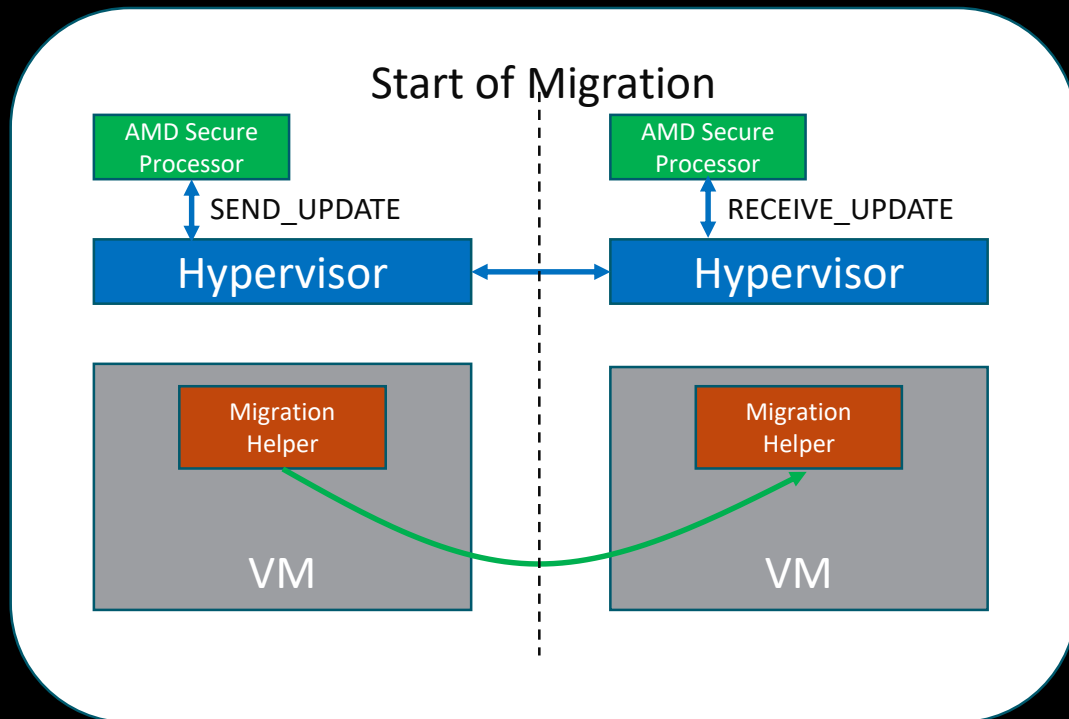 Start of Migration
AMD Secure
Processor
SEND_UPDATE
Hypervisor
Migration
Helper
VM
AMD Secure
Processor
RECEIVE_UPDATE
Hypervisor
Migration
Helper
VM